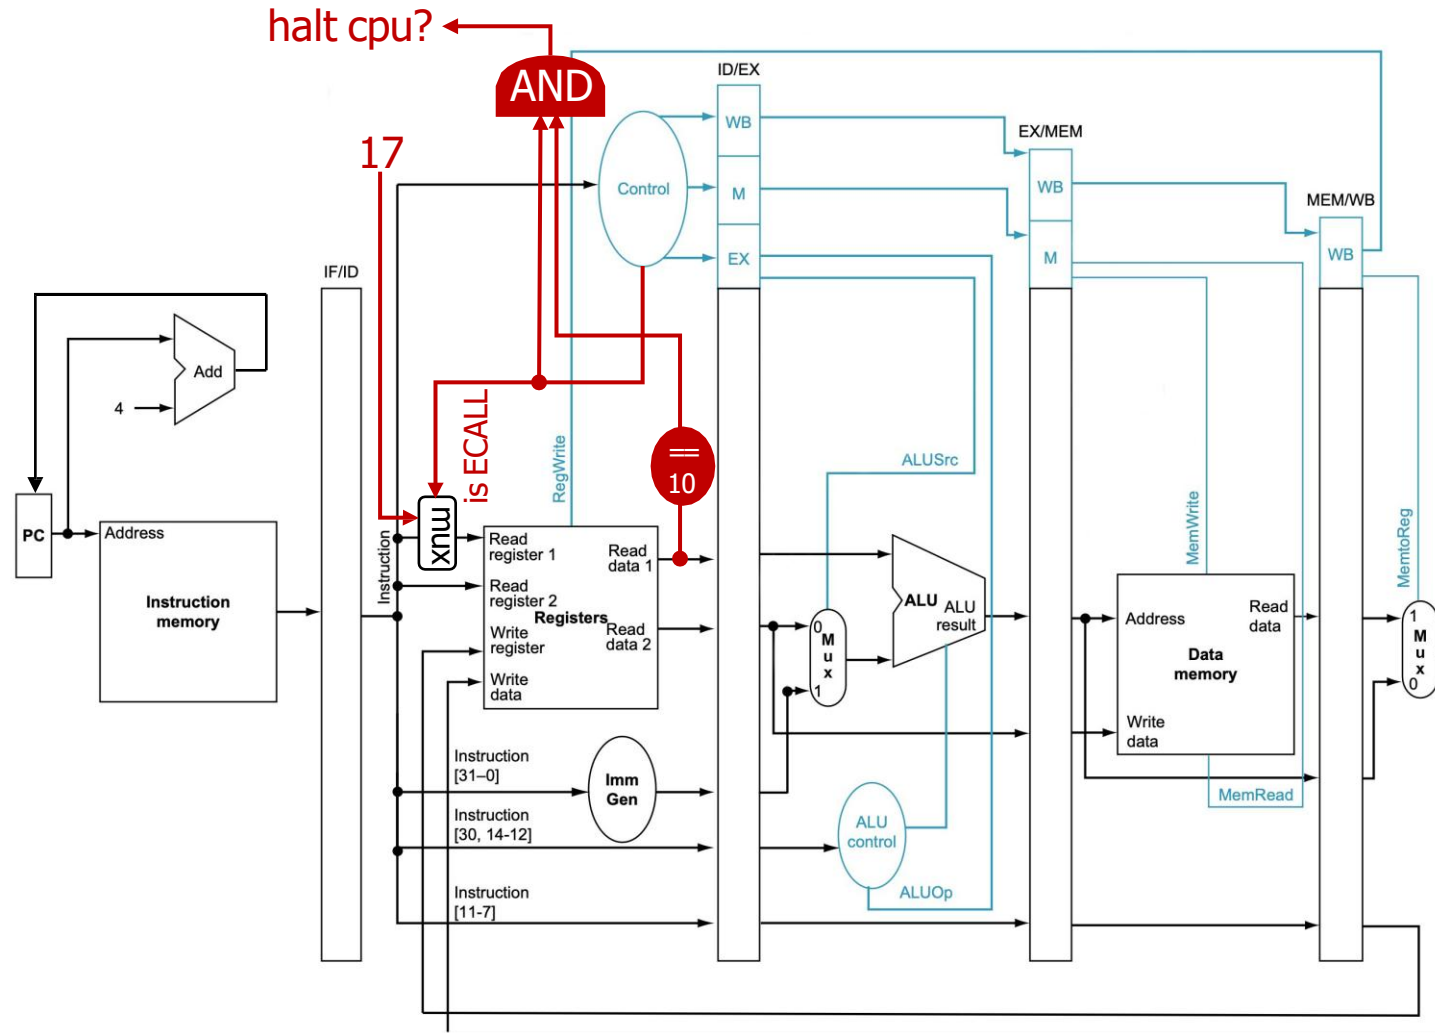 halt cpu?
AND
ID/EX
17
WB
EX/MEM
Control
M
WB
MEM/WB
EX
M
WB
IF/ID
Add
4
is ECALL
RegWrite
==
10
ALUSrc
MemWrite
MemtoReg
PC
Address
Instruction
memory
Instruction
mux
Read
register 1
Read
data 1
Read
register 2
Registers
Write
register
Read
data 2
Write
data
0
M
u
x
1
ALU
ALU
result
Address
Read
data
Data
memory
Write
data
1
M
u
x
0
Instruction
[31–0]
Imm
Gen
MemRead
Instruction
[30, 14-12]
ALU
control
Instruction
[11-7]
ALUOp